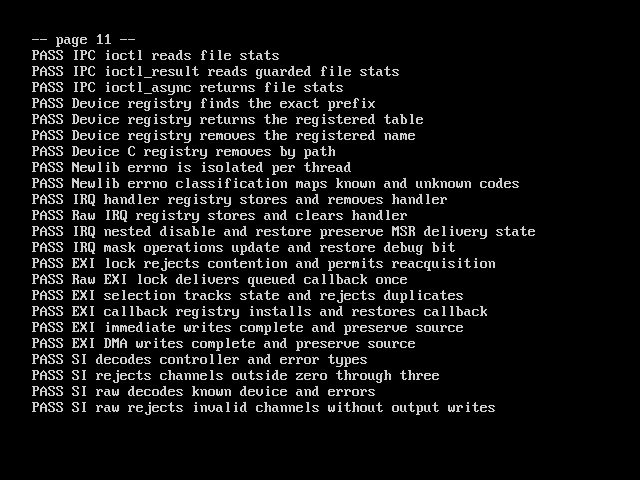 -- page 11 --
PASS IPC ioctl reads file stats
PASS IPC ioctl_result reads guarded file stats
PASS IPC ioctl_async returns file stats
PASS Device registry finds the exact prefix
PASS Device registry returns the registered table
PASS Device registry removes the registered name
PASS Device C registry removes by path
PASS Newlib errno is isolated per thread
PASS Newlib errno classification maps known and unknown codes
PASS IRQ handler registry stores and removes handler
PASS Raw IRQ registry stores and clears handler
PASS IRQ nested disable and restore preserve MSR delivery state
PASS IRQ mask operations update and restore debug bit
PASS EXI lock rejects contention and permits reacquisition
PASS Raw EXI lock delivers queued callback once
PASS EXI selection tracks state and rejects duplicates
PASS EXI callback registry installs and restores callback
PASS EXI immediate writes complete and preserve source
PASS EXI DMA writes complete and preserve source
PASS SI decodes controller and error types
PASS SI rejects channels outside zero through three
PASS SI raw decodes known device and errors
PASS SI raw rejects invalid channels without output writes